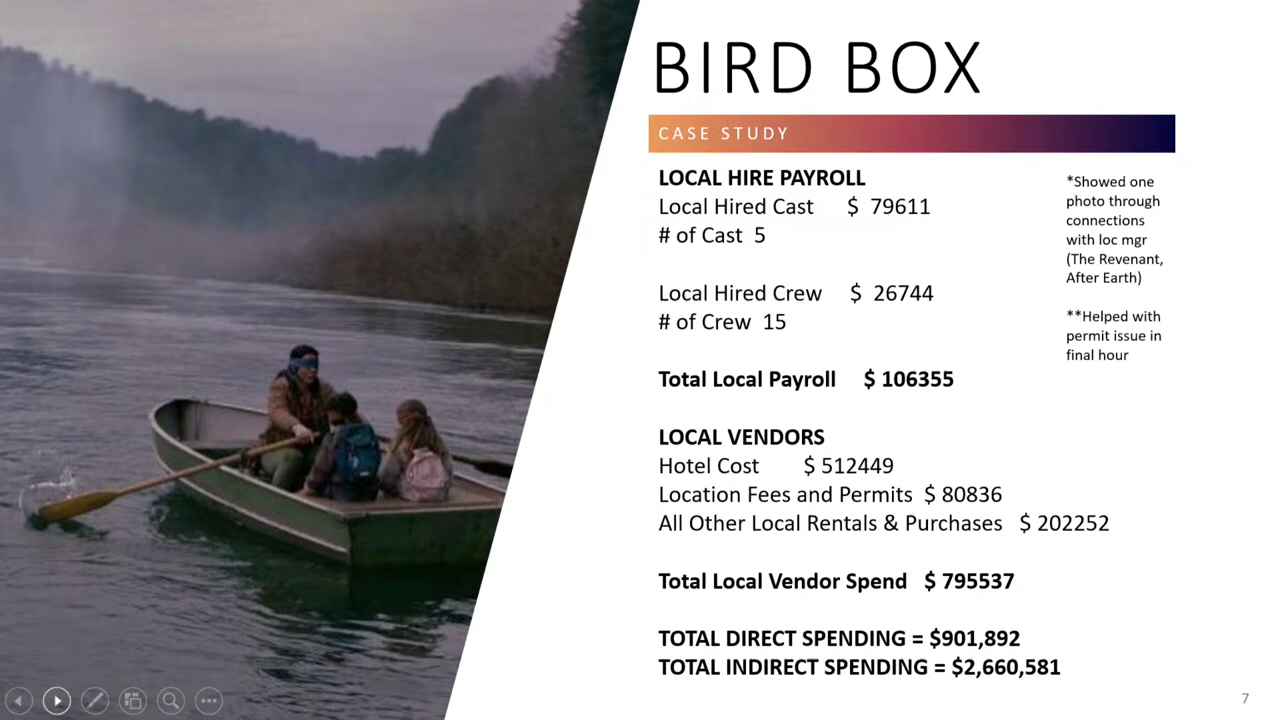 BIRD BOX
CASE STUDY
LOCAL HIRE PAYROLL
Local Hired Cast $ 79611
# of Cast 5
Local Hired Crew $ 26744
# of Crew 15
Total Local Payroll $ 106355
LOCAL VENDORS
Hotel Cost $ 512449
Location Fees and Permits $ 80836
All Other Local Rentals & Purchases $ 202252
Total Local Vendor Spend $ 795537
TOTAL DIRECT SPENDING = $901,892
TOTAL INDIRECT SPENDING = $2,660,581
*Showed one
photo through
connections
with loc mgr
(The Revenant,
After Earth)
**Helped with
permit issue in
final hour
7